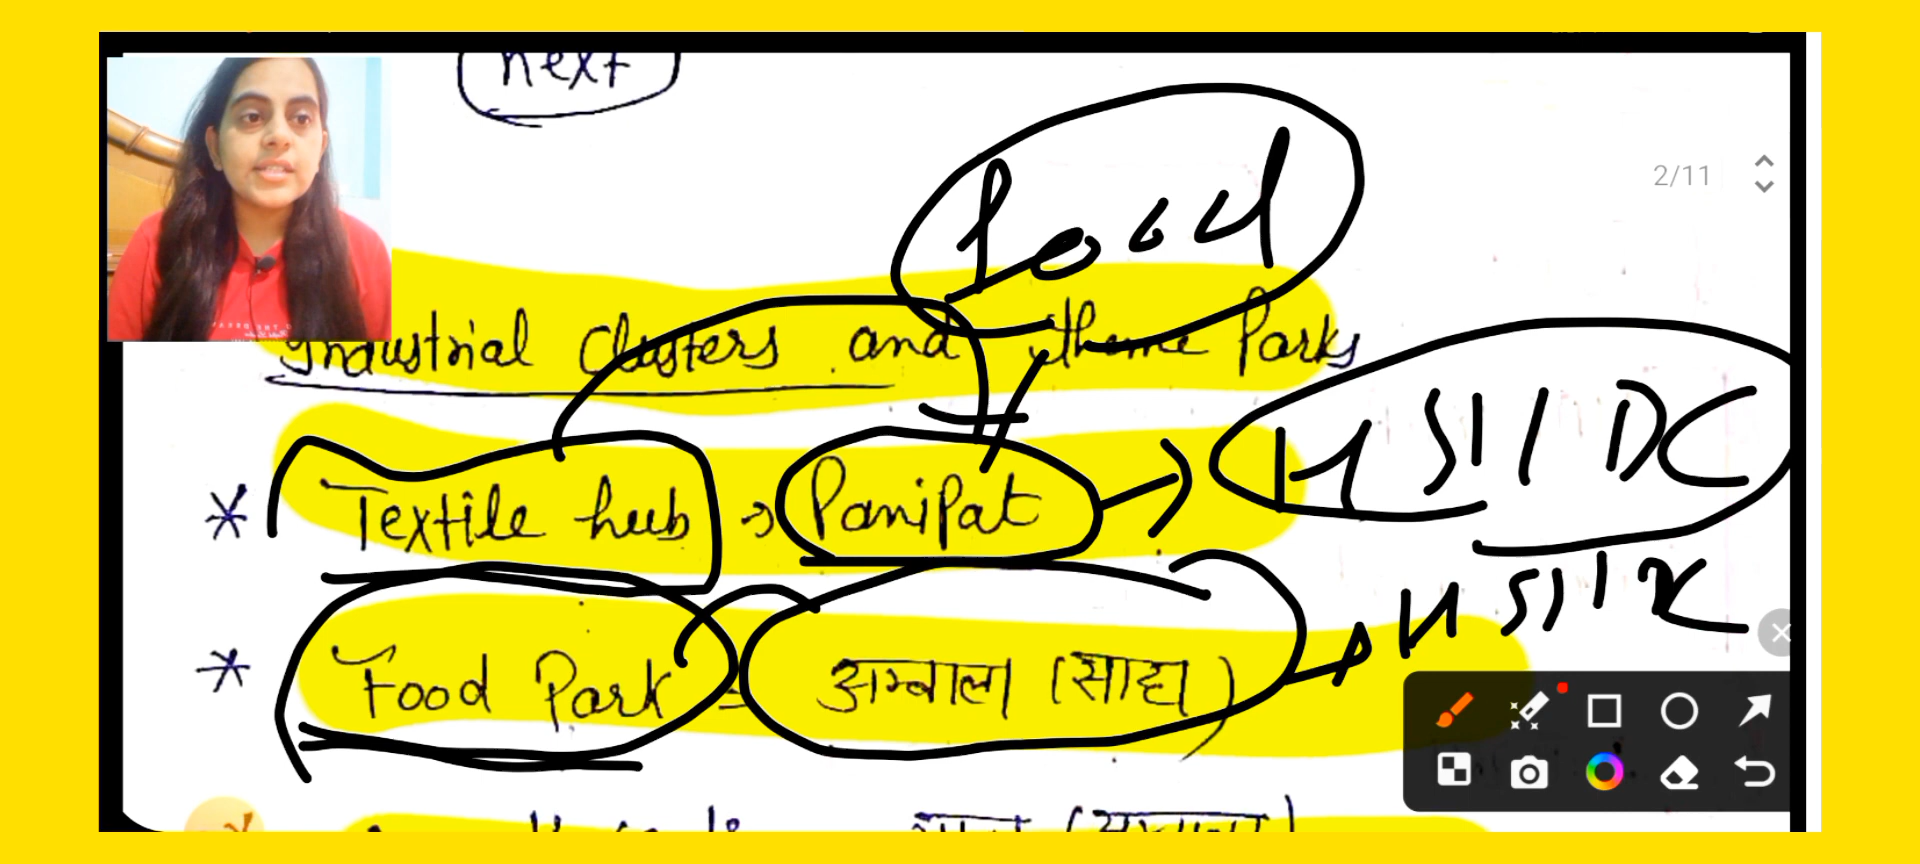 next
Food
2/11
Industrial Clusters and theme Parks
* Textile hub → Panipat → HSIIDC
* Food Park = अम्बाला (साहा) → HSIIDC